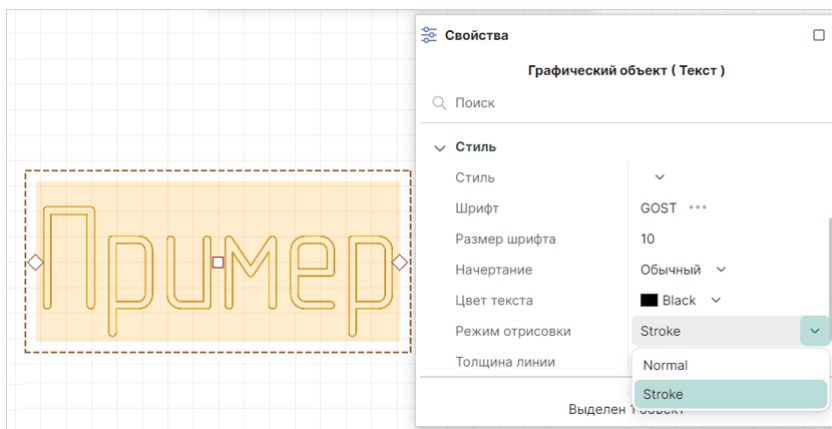 Свойства
Графический объект ( Текст )
Поиск
Стиль
Стиль
Шрифт GOST
Размер шрифта 10
Начертание Обычный
Цвет текста Black
Режим отрисовки Stroke
Толщина линии
Normal
Stroke
Выделен 1 объект
Пример